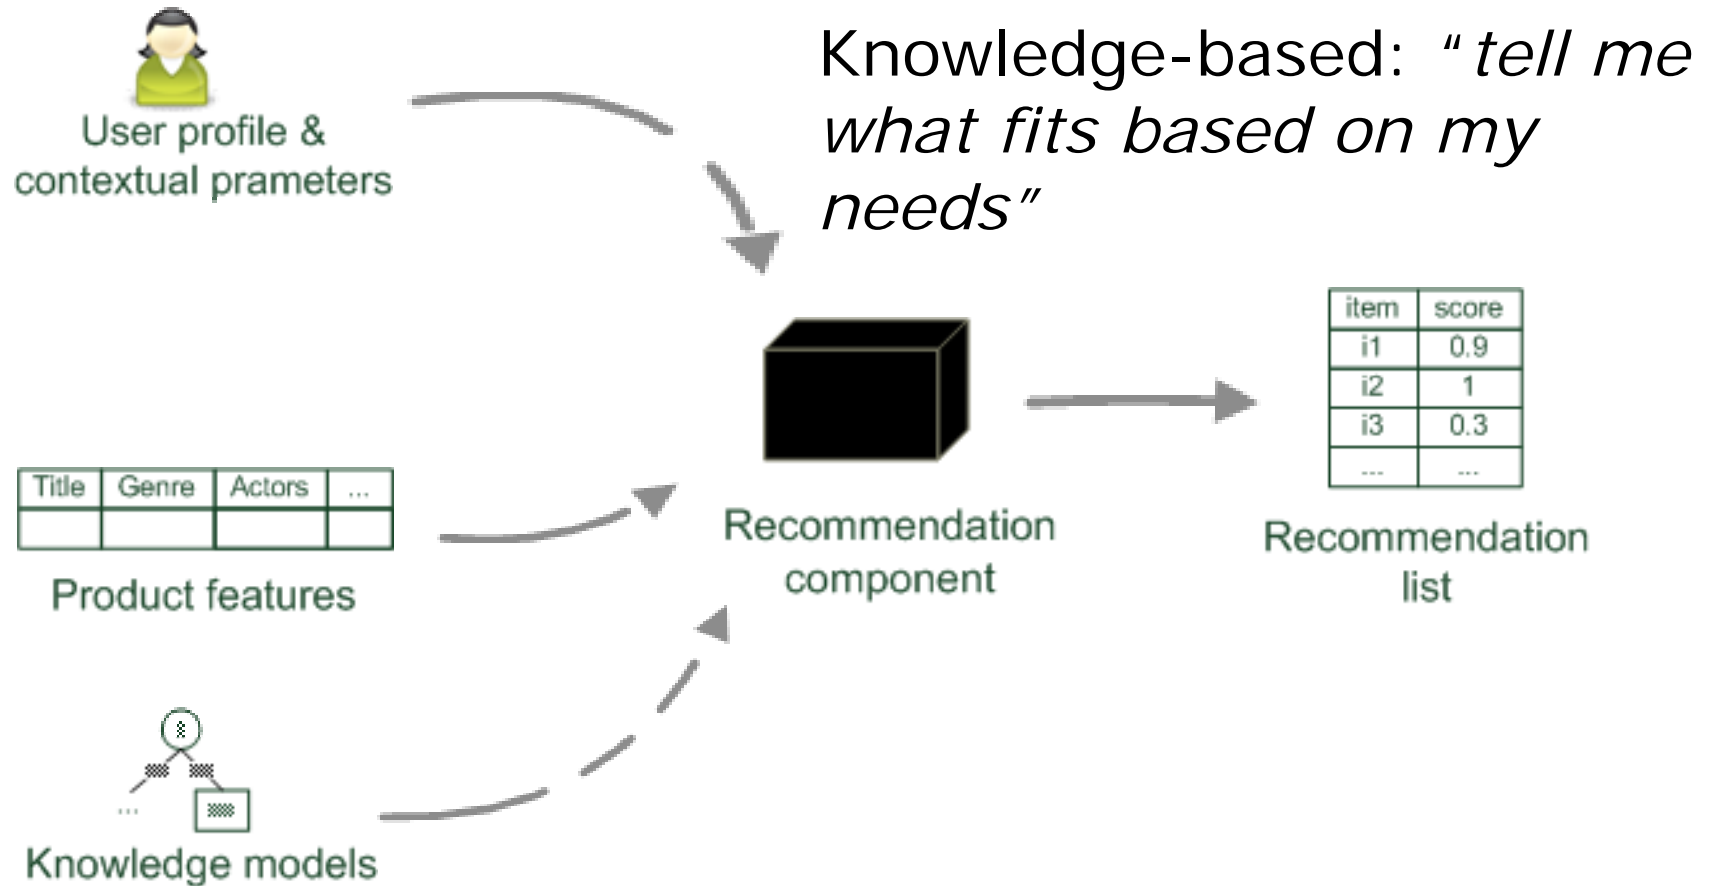 Knowledge-based: "tell me
what fits based on my
needs"
User profile &
contextual prameters
Title Genre Actors ...
Product features
...
Knowledge models
Recommendation
component
item score
i1 0.9
i2 1
i3 0.3
... ...
Recommendation
list